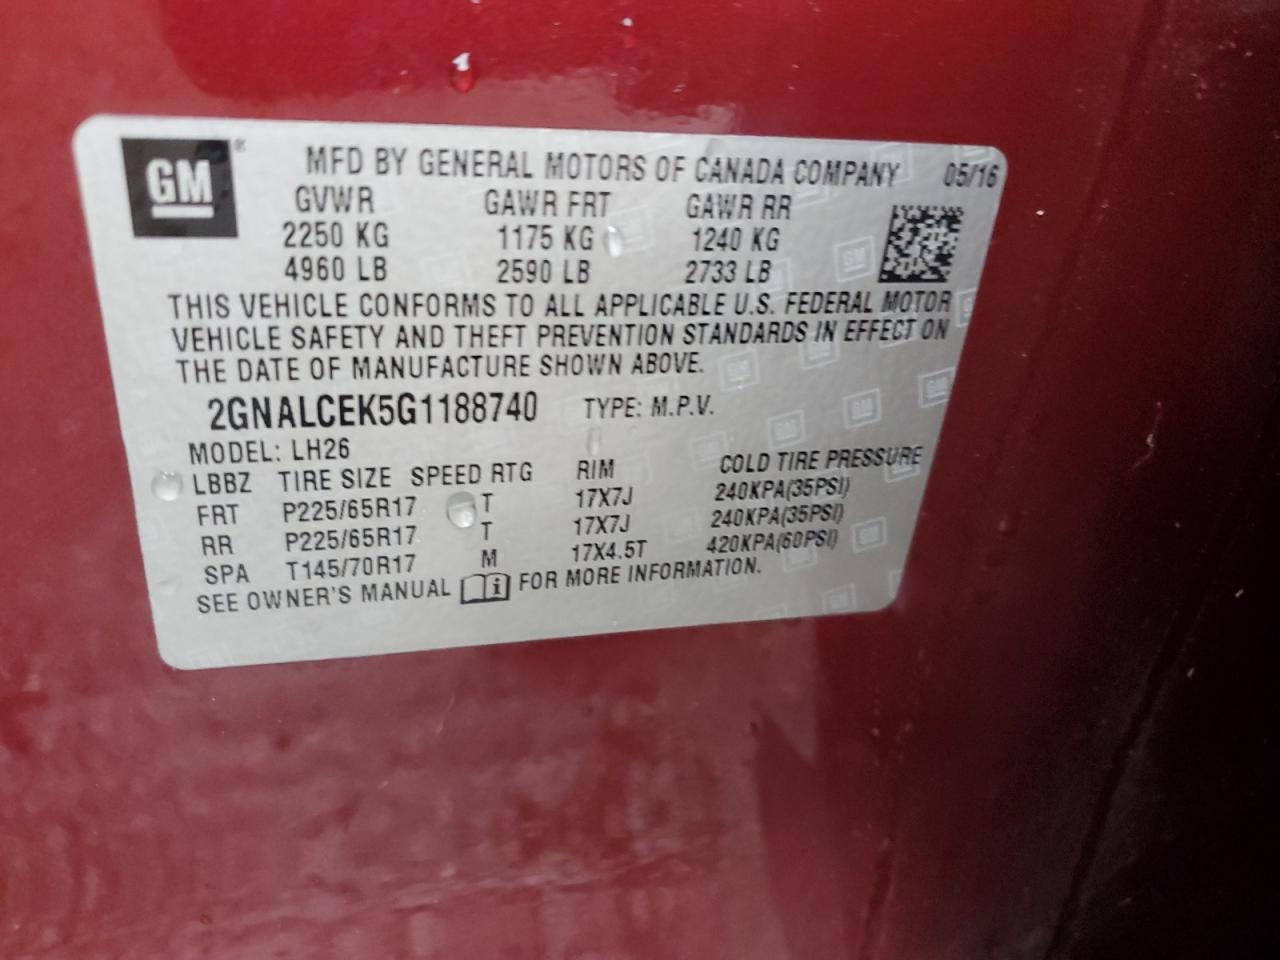 GM® MFD BY GENERAL MOTORS OF CANADA COMPANY 05/16
GVWR GAWR FRT GAWR RR
2250 KG 1175 KG 1240 KG
4960 LB 2590 LB 2733 LB
THIS VEHICLE CONFORMS TO ALL APPLICABLE U.S. FEDERAL MOTOR
VEHICLE SAFETY AND THEFT PREVENTION STANDARDS IN EFFECT ON
THE DATE OF MANUFACTURE SHOWN ABOVE.
2GNALCEK5G1188740 TYPE: M.P.V.
MODEL: LH26
LBBZ TIRE SIZE SPEED RTG RIM COLD TIRE PRESSURE
FRT P225/65R17 T 17X7J 240KPA(35PSI)
RR P225/65R17 T 17X7J 240KPA(35PSI)
SPA T145/70R17 M 17X4.5T 420KPA(60PSI)
SEE OWNER'S MANUAL i FOR MORE INFORMATION.